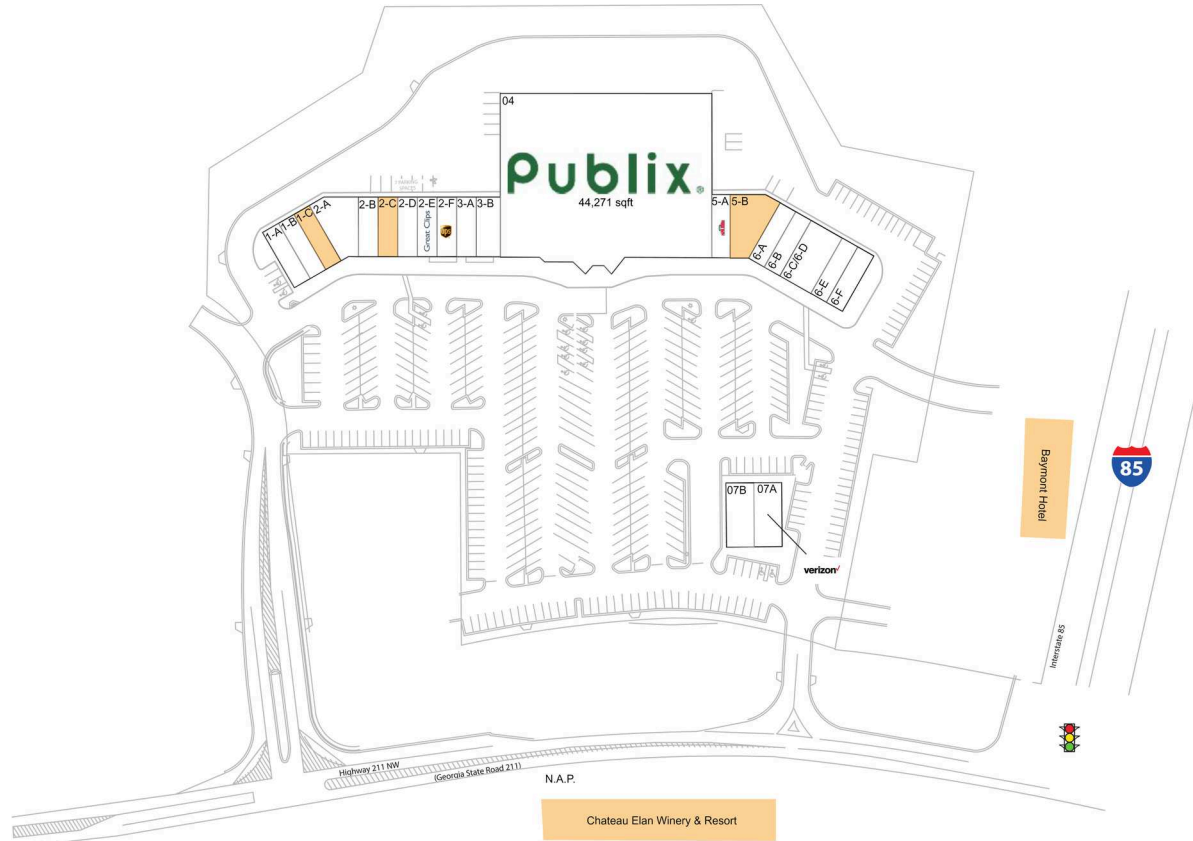 04
Publix
44,271 sqft
1-A
1-B
1-C
2-A
2-B
2-C
2-D
2-E
2-F
3-A
3-B
Great Clips
ups
5-A
5-B
6-A
6-B
6-C/6-D
6-E
6-F
07B
07A
verizon
Baymont Hotel
85
Interstate 85
Highway 211 NW
(Georgia State Road 211)
N.A.P.
Chateau Elan Winery & Resort